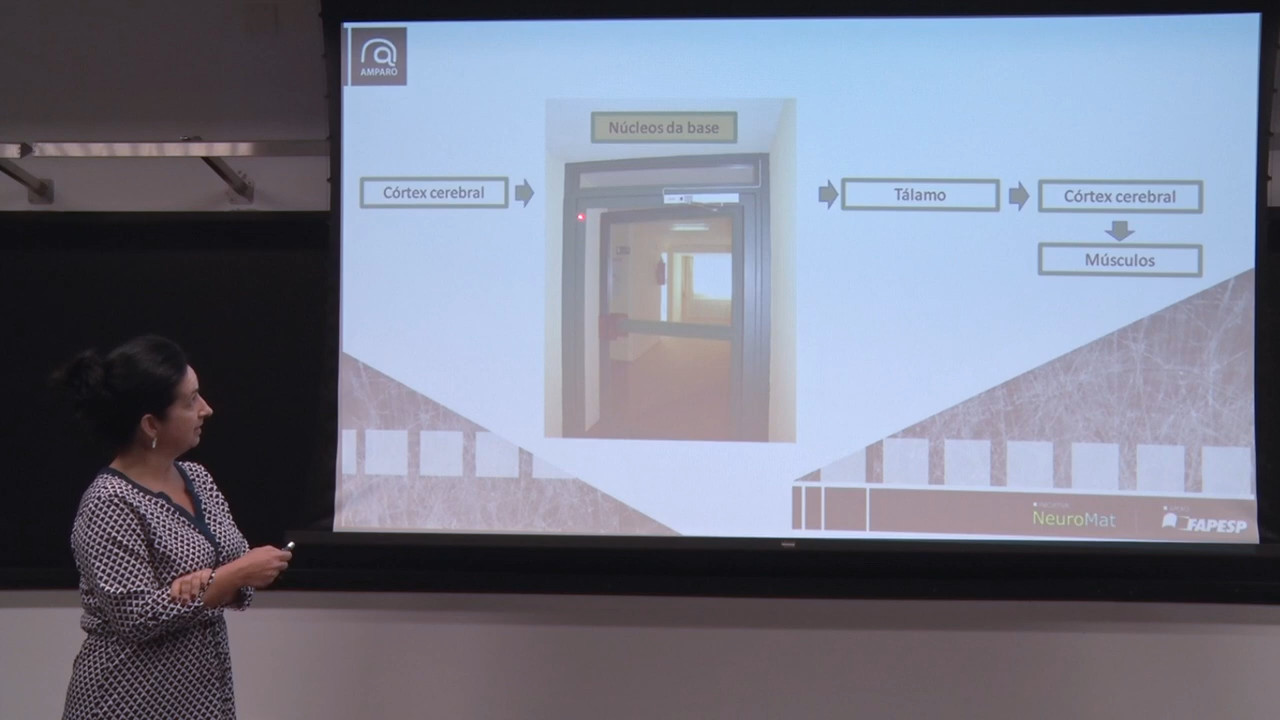 AMPARO
Núcleos da base
Córtex cerebral
Tálamo
Córtex cerebral
Músculos
NeuroMat
FAPESP